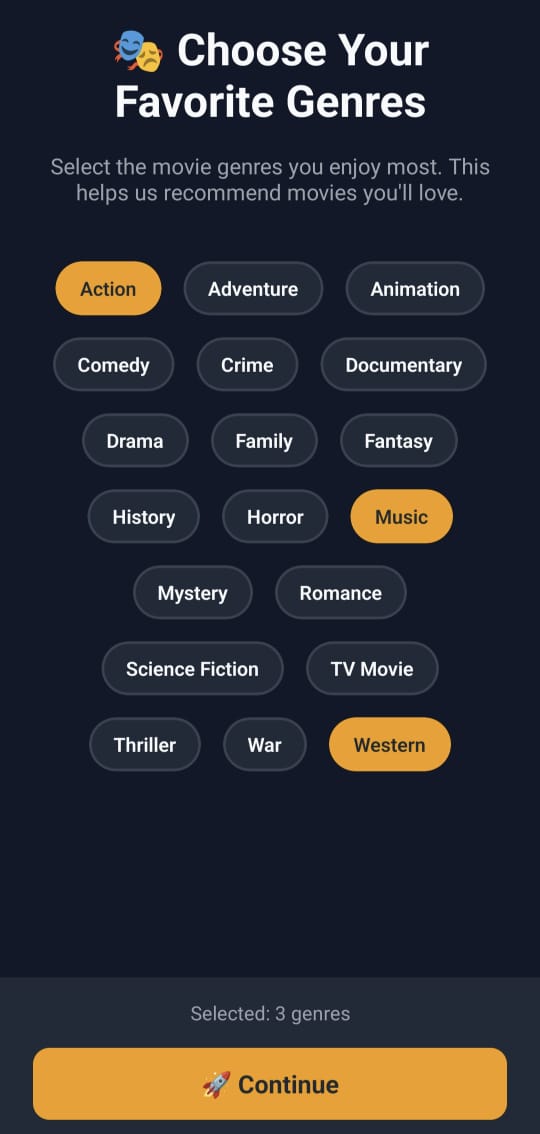 🎭 Choose Your
Favorite Genres
Select the movie genres you enjoy most. This
helps us recommend movies you'll love.
Action Adventure Animation
Comedy Crime Documentary
Drama Family Fantasy
History Horror Music
Mystery Romance
Science Fiction TV Movie
Thriller War Western
Selected: 3 genres
🚀 Continue